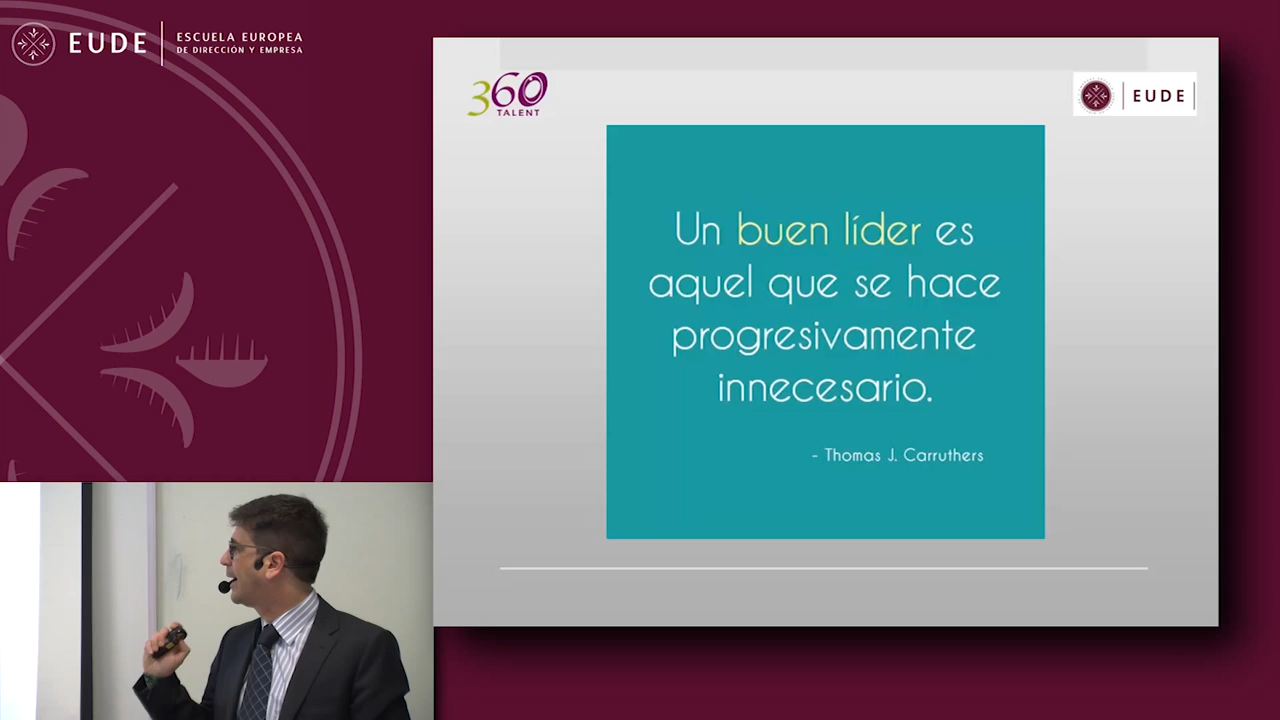 EUDE
ESCUELA EUROPEA
DE DIRECCIÓN Y EMPRESA
360
TALENT
EUDE
Un buen líder es
aquel que se hace
progresivamente
innecesario.
- Thomas J. Carruthers